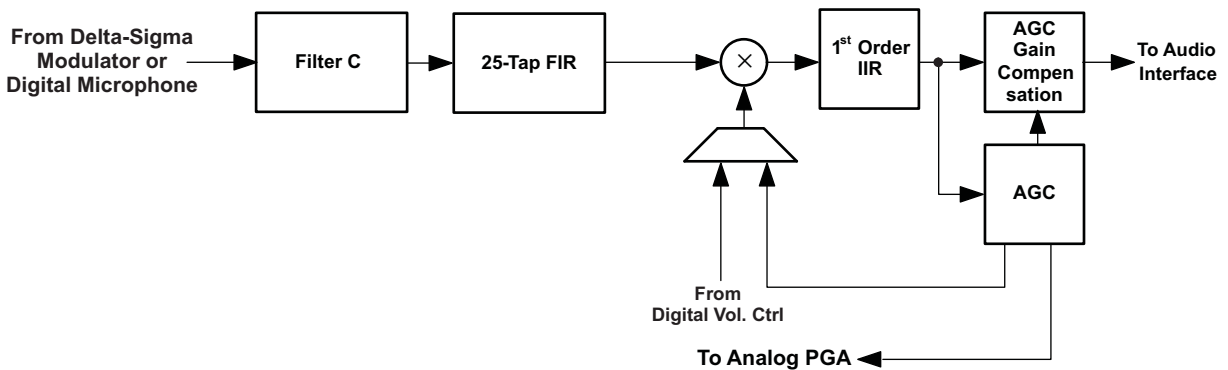 From Delta-Sigma
Modulator or
Digital Microphone
Filter C
25-Tap FIR
×
1st Order
IIR
AGC
Gain
Compen
sation
To Audio
Interface
AGC
From
Digital Vol. Ctrl
To Analog PGA